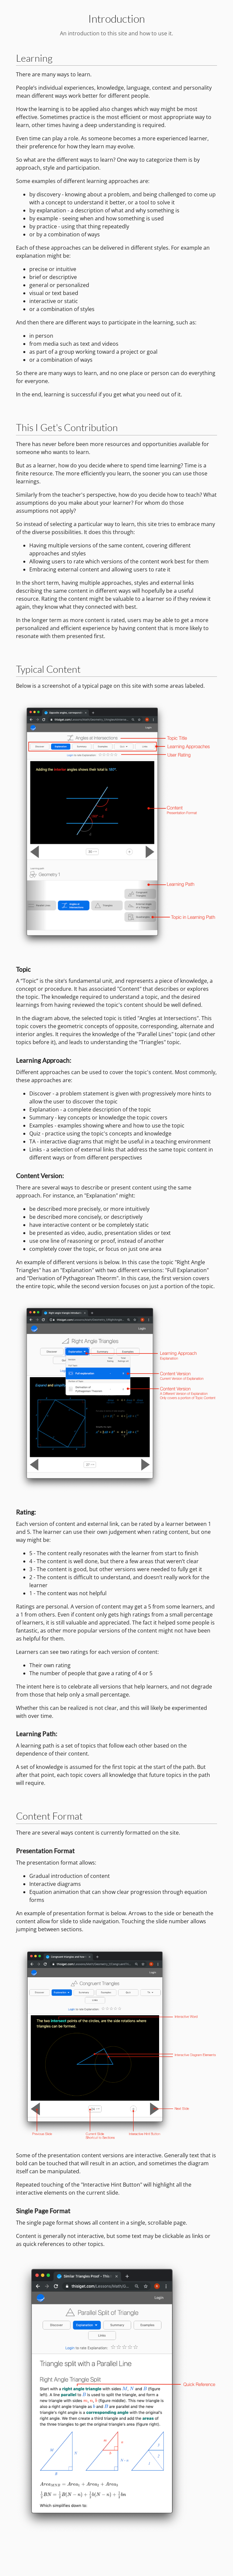 Introduction
An introduction to this site and how to use it.
Learning
There are many ways to learn.
People's individual experiences, knowledge, language, context and personality
mean different ways work better for different people.
How the learning is to be applied also changes which way might be most
effective. Sometimes practice is the most efficient or most appropriate way to
learn, other times having a deep understanding is required.
Even time can play a role. As someone becomes a more experienced learner,
their preference for how they learn may evolve.
So what are the different ways to learn? One way to categorize them is by
approach, style and participation.
Some examples of different learning approaches are:
• by discovery - knowing about a problem, and being challenged to come up
with a concept to understand it better, or a tool to solve it
• by explanation - a description of what and why something is
• by example - seeing when and how something is used
• by practice - using that thing repeatedly
• or by a combination of ways
Each of these approaches can be delivered in different styles. For example an
explanation might be:
• precise or intuitive
• brief or descriptive
• general or personalized
• visual or text based
• interactive or static
• or a combination of styles
And then there are different ways to participate in the learning, such as:
• in person
• from media such as text and videos
• as part of a group working toward a project or goal
• or a combination of ways
So there are many ways to learn, and no one place or person can do everything
for everyone.
In the end, learning is successful if you get what you need out of it.
This I Get's Contribution
There has never before been more resources and opportunities available for
someone who wants to learn.
But as a learner, how do you decide where to spend time learning? Time is a
finite resource. The more efficiently you learn, the sooner you can use those
learnings.
Similarly from the teacher's perspective, how do you decide how to teach? What
assumptions do you make about your learner? For whom do those
assumptions not apply?
So instead of selecting a particular way to learn, this site tries to embrace many
of the diverse possibilities. It does this through:
• Having multiple versions of the same content, covering different
approaches and styles
• Allowing users to rate which versions of the content work best for them
• Embracing external content and allowing users to rate it
In the short term, having multiple approaches, styles and external links
describing the same content in different ways will hopefully be a useful
resource. Rating the content might be valuable to a learner so if they review it
again, they know what they connected with best.
In the longer term as more content is rated, users may be able to get a more
personalized and efficient experience by having content that is more likely to
resonate with them presented first.
Typical Content
Below is a screenshot of a typical page on this site with some areas labeled.
Angles at Intersections
Topic Title
Learning Approaches
User Rating
Adding the interior angles shows their total is 180°
Content
Presentation Format
Learning Path
Geometry 1
Topic in Learning Path
Topic
A "Topic" is the site's fundamental unit, and represents a piece of knowledge, a
concept or procedure. It has associated "Content" that describes or explores
the topic. The knowledge required to understand a topic, and the desired
learnings from having reviewed the topic's content should be well defined.
In the diagram above, the selected topic is titled "Angles at Intersections". This
topic covers the geometric concepts of opposite, corresponding, alternate and
interior angles. It requires the knowledge of the "Parallel Lines" topic (and other
topics before it), and leads to understanding the "Triangles" topic.
Learning Approach:
Different approaches can be used to cover the topic's content. Most commonly,
these approaches are:
• Discover - a problem statement is given with progressively more hints to
allow the user to discover the topic
• Explanation - a complete description of the topic
• Summary - key concepts or knowledge the topic covers
• Examples - examples showing where and how to use the topic
• Quiz - practice using the topic's concepts and knowledge
• TA - interactive diagrams that might be useful in a teaching environment
• Links - a selection of external links that address the same topic content in
different ways or from different perspectives
Content Version:
There are several ways to describe or present content using the same
approach. For instance, an "Explanation" might:
• be described more precisely, or more intuitively
• be described more concisely, or descriptively
• have interactive content or be completely static
• be presented as video, audio, presentation slides or text
• use one line of reasoning or proof, instead of another
• completely cover the topic, or focus on just one area
An example of different versions is below. In this case the topic "Right Angle
Triangles" has an "Explanation" with two different versions: "Full Explanation"
and "Derivation of Pythagorean Theorem". In this case, the first version covers
the entire topic, while the second version focuses on just one area.
Login
Right Angle Triangles
Learning Approach
Explanation
Content Version
Current Version of Explanation
Content Version
A Different version of Explanation
Only covers a portion of Topic Content
Rating:
Each version of content and external link, can be rated by a learner between 1
and 5. The learner can use their own judgement when rating content, but one
way might be:
• 5 - The content really resonates with the learner from start to finish
• 4 - The content is well done, but there a few areas that weren't clear
• 3 - The content is good, but other versions were needed to fully get it
• 2 - The content is difficult to understand, and doesn't really work for the
learner
• 1 - The content was not helpful
Ratings are personal. A version of content may get a 5 from some learners, and
a 1 from others. Even if content only gets high ratings from a small percentage
of learners, it is still valuable and appreciated. The fact it helped some people is
fantastic, as other more popular versions of the content might not have been
as helpful for them.
Learners can see two ratings for each version of content:
• Their own rating
• The number of people that gave a rating of 4 or 5
The intent here is to celebrate all versions that help learners, and not degrade
from those that help only a small percentage.
Whether this can be realized is not clear, and this will likely be experimented
with over time.
Learning Path:
A learning path is a set of topics that follow each other based on the
dependence of their content.
A set of knowledge is assumed for the first topic at the start of the path. But
after that point, each topic covers all knowledge that future topics in the path
will require.
Content Format
There are several ways content is currently formatted on the site.
Presentation Format
The presentation format allows:
• Gradual introduction of content
• Interactive diagrams
• Equation animation that can show clear progression through equation
forms
An example of presentation format is below. Arrows to the side or beneath the
content allow for slide to slide navigation. Touching the slide number allows
jumping between sections.
Congruent Triangles
The two intersect points of the circles, are the side relations where
triangles can be formed.
Interactive Word
Interactive Diagram Elements
Next Slide
Previous Slide
Current Slide
Shortcut to Sections
Interactive Hint Button
Some of the presentation content versions are interactive. Generally text that is
bold can be touched that will result in an action, and sometimes the diagram
itself can be manipulated.
Repeated touch of the "Interactive Hint Button" will highlight all the
interactive elements on the current slide.
Single Page Format
The single page format shows all content in a single, scrollable page.
Content is generally not interactive, but some text may be clickable as links or
as quick references to other topics.
Login
Parallel Split of Triangle
Discover
Explanation
Summary
Examples
Links
Login to rate Explanation:
Triangle split with a Parallel Line
Right Angle Triangle Split
Quick Reference
Start with a right angle triangle with sides M, N and B (figure
left). A line parallel to B is used to split the triangle, and form a
new triangle with sides m, n, b (figure middle). This new triangle is
also a right angle triangle as b and B are parallel and the new
triangle's right angle is a corresponding angle with the original's
right angle. We then create a third triangle and add the areas of
the three triangles to get the original triangle's area (figure right).
Which simplifies down to: